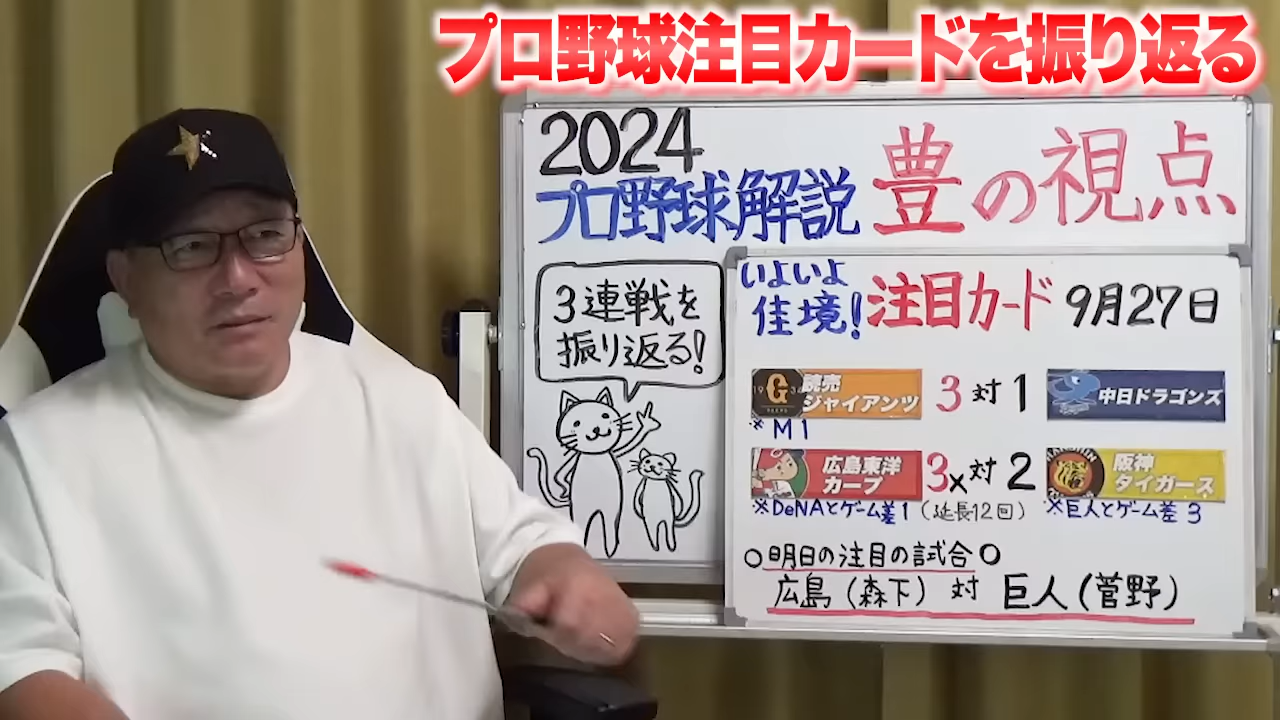 プロ野球注目カードを振り返る
2024
プロ野球解説 豊の視点
3連戦を
振り返る!
いよいよ
佳境! 注目カード 9月27日
読売
ジャイアンツ 3 対 1 中日ドラゴンズ
※ M1
広島東洋
カープ 3x 対 2 阪神
タイガース
※DeNAとゲーム差1 (延長12回) ※巨人とゲーム差3
○明日の注目の試合○
広島(森下) 対 巨人(菅野)